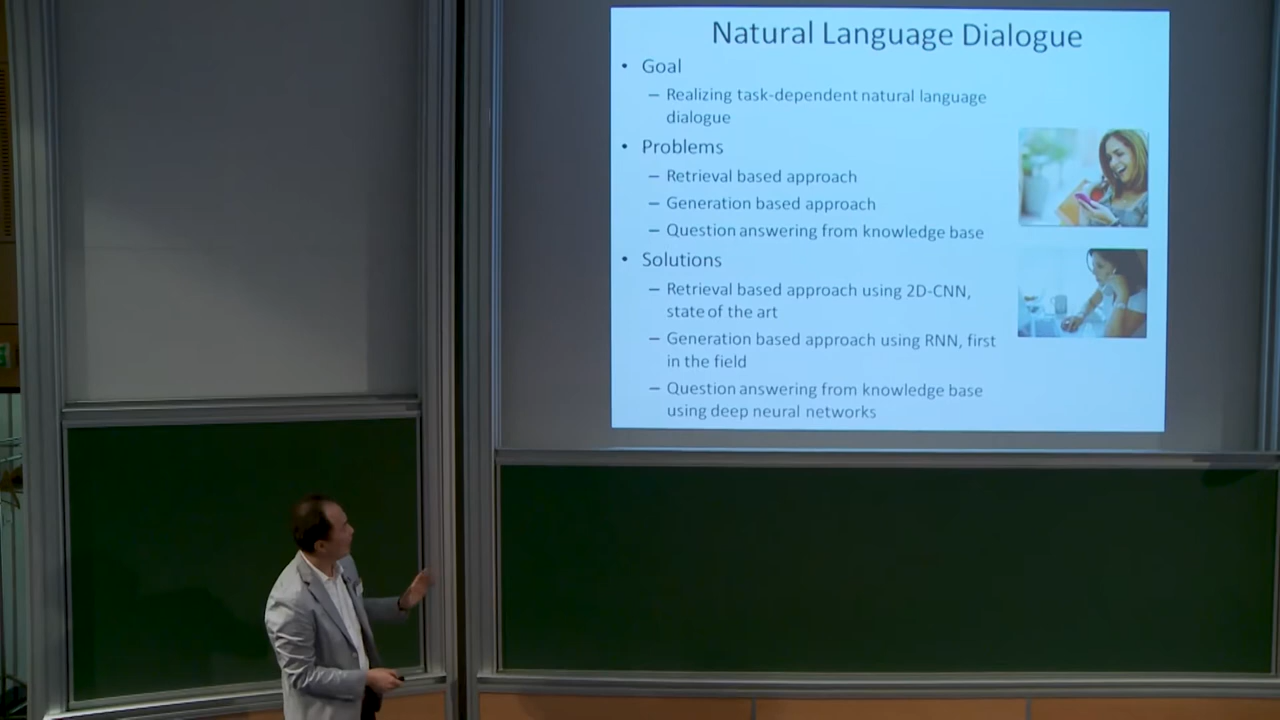 Natural Language Dialogue
• Goal
– Realizing task-dependent natural language
dialogue
• Problems
– Retrieval based approach
– Generation based approach
– Question answering from knowledge base
• Solutions
– Retrieval based approach using 2D-CNN,
state of the art
– Generation based approach using RNN, first
in the field
– Question answering from knowledge base
using deep neural networks